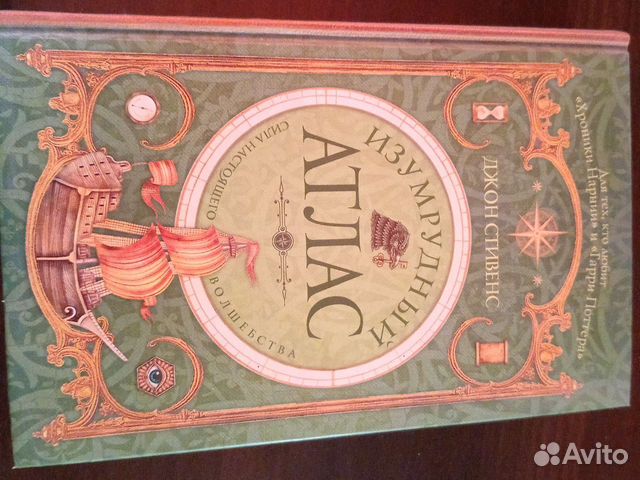 Для тех, кто любит
«Хроники Нарнии» и «Гарри Поттера»
ДЖОН СТИВЕНС
ИЗУМРУДНЫЙ
АТЛАС
СИЛА НАСТОЯЩЕГО ВОЛШЕБСТВА
Avito